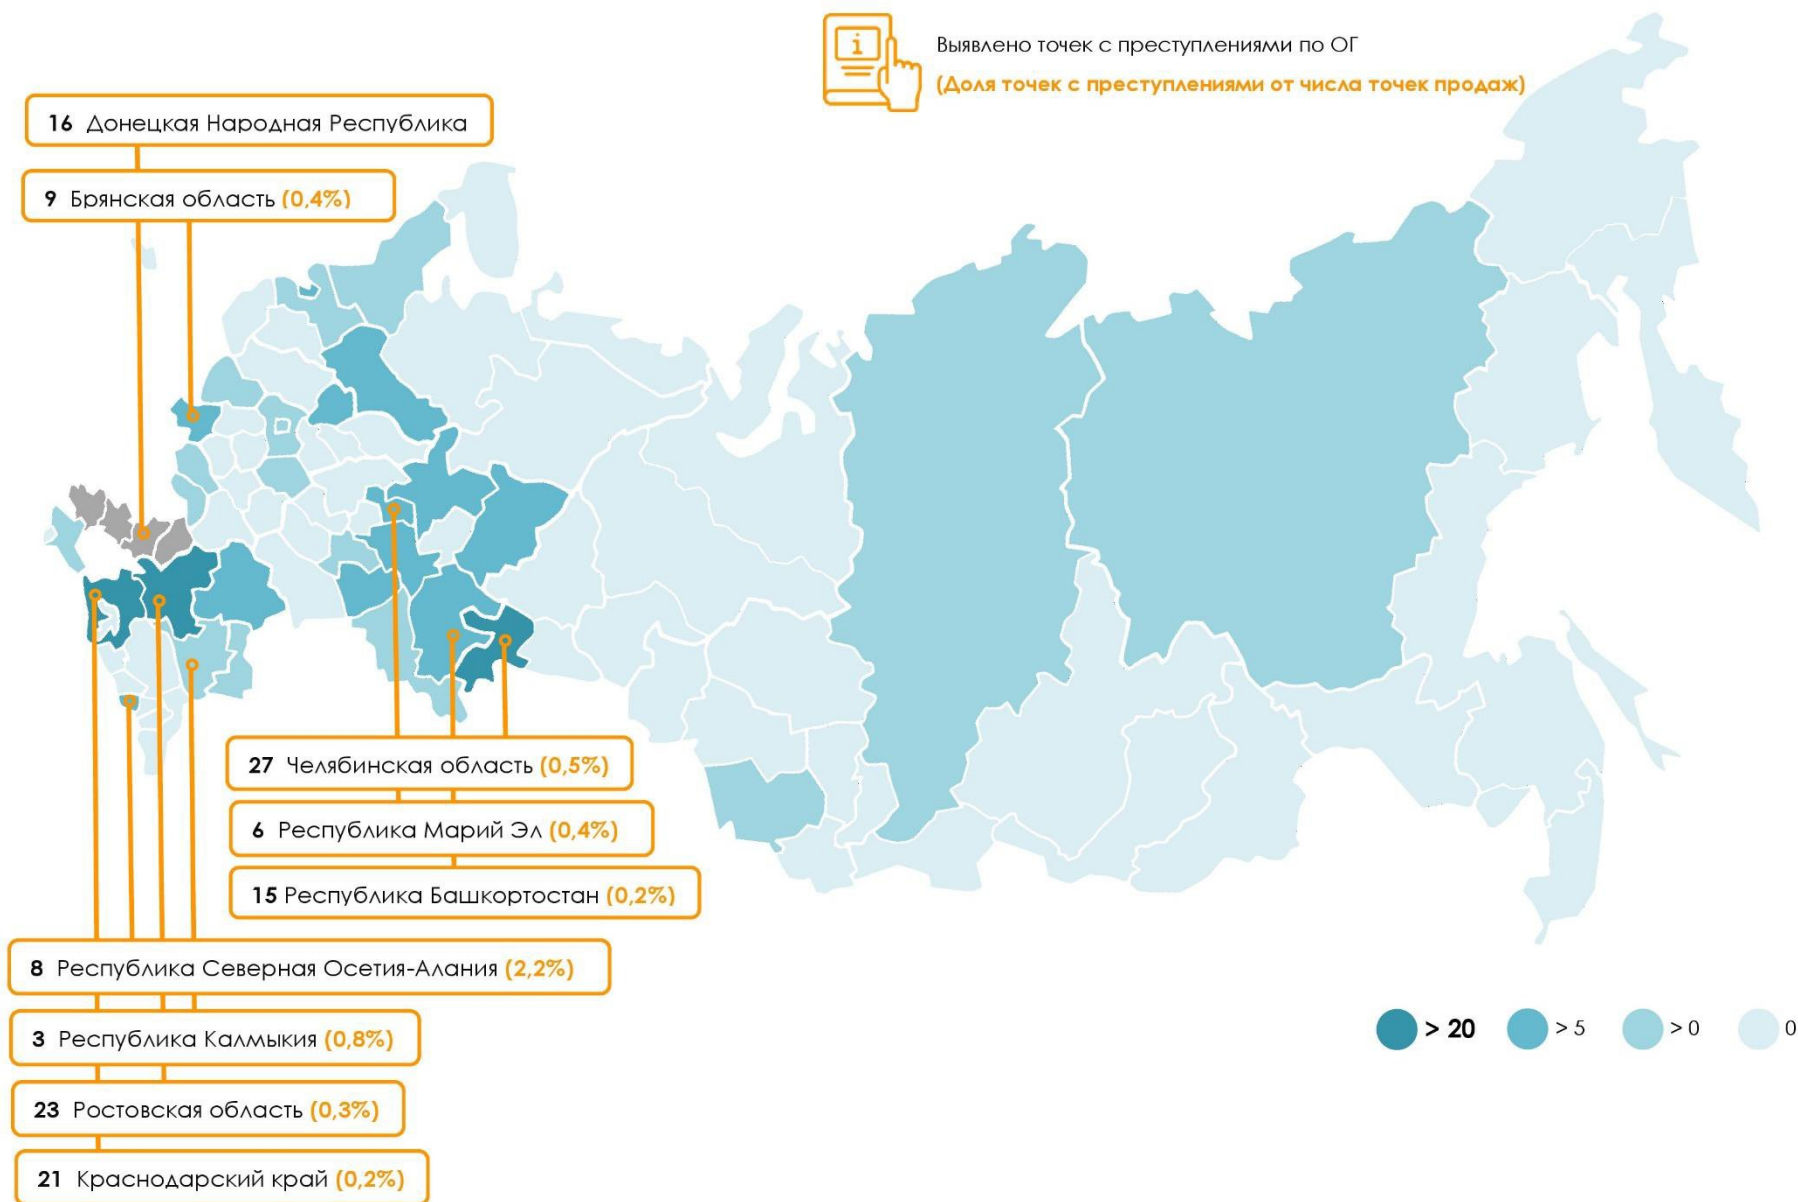 i
Выявлено точек с преступлениями по ОГ
(Доля точек с преступлениями от числа точек продаж)
16 Донецкая Народная Республика
9 Брянская область (0,4%)
27 Челябинская область (0,5%)
6 Республика Марий Эл (0,4%)
15 Республика Башкортостан (0,2%)
8 Республика Северная Осетия-Алания (2,2%)
3 Республика Калмыкия (0,8%)
23 Ростовская область (0,3%)
21 Краснодарский край (0,2%)
> 20 > 5 > 0 0